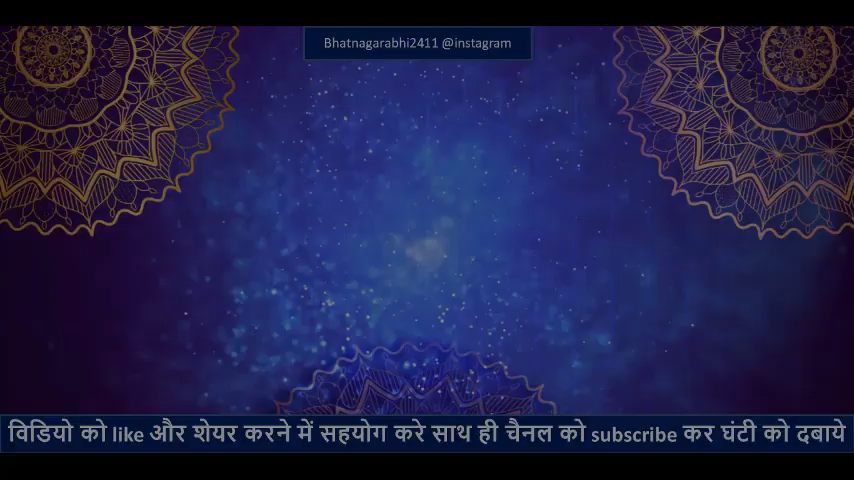 Bhatnagarabhi2411 @instagram
विडियो को like और शेयर करने में सहयोग करे साथ ही चैनल को subscribe कर घंटी को दबाये